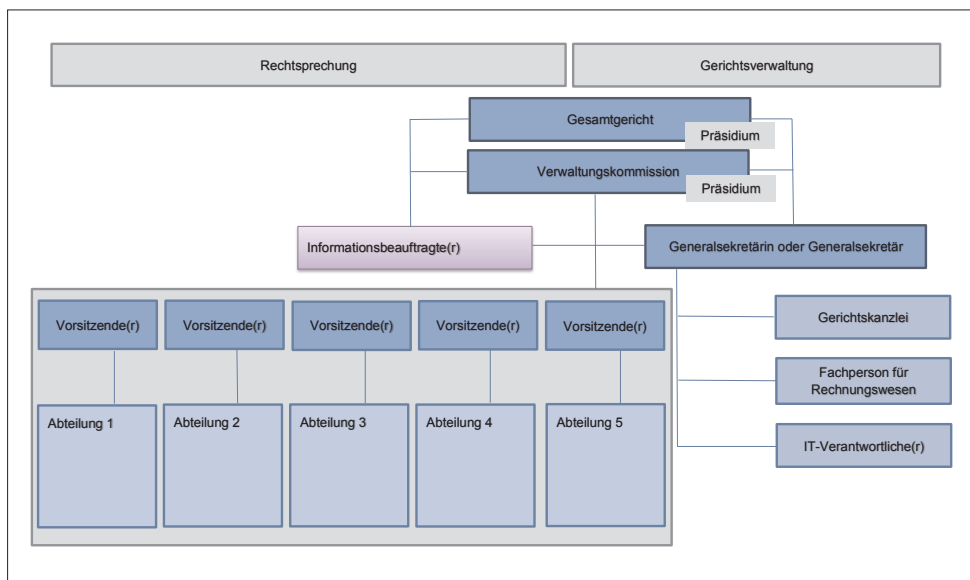 Rechtsprechung
Gerichtsverwaltung
Gesamtgericht
Präsidium
Verwaltungskommission
Präsidium
Informationsbeauftragte(r)
Generalsekretärin oder Generalsekretär
Vorsitzende(r)
Vorsitzende(r)
Vorsitzende(r)
Vorsitzende(r)
Vorsitzende(r)
Gerichtskanzlei
Fachperson für
Rechnungswesen
Abteilung 1
Abteilung 2
Abteilung 3
Abteilung 4
Abteilung 5
IT-Verantwortliche(r)